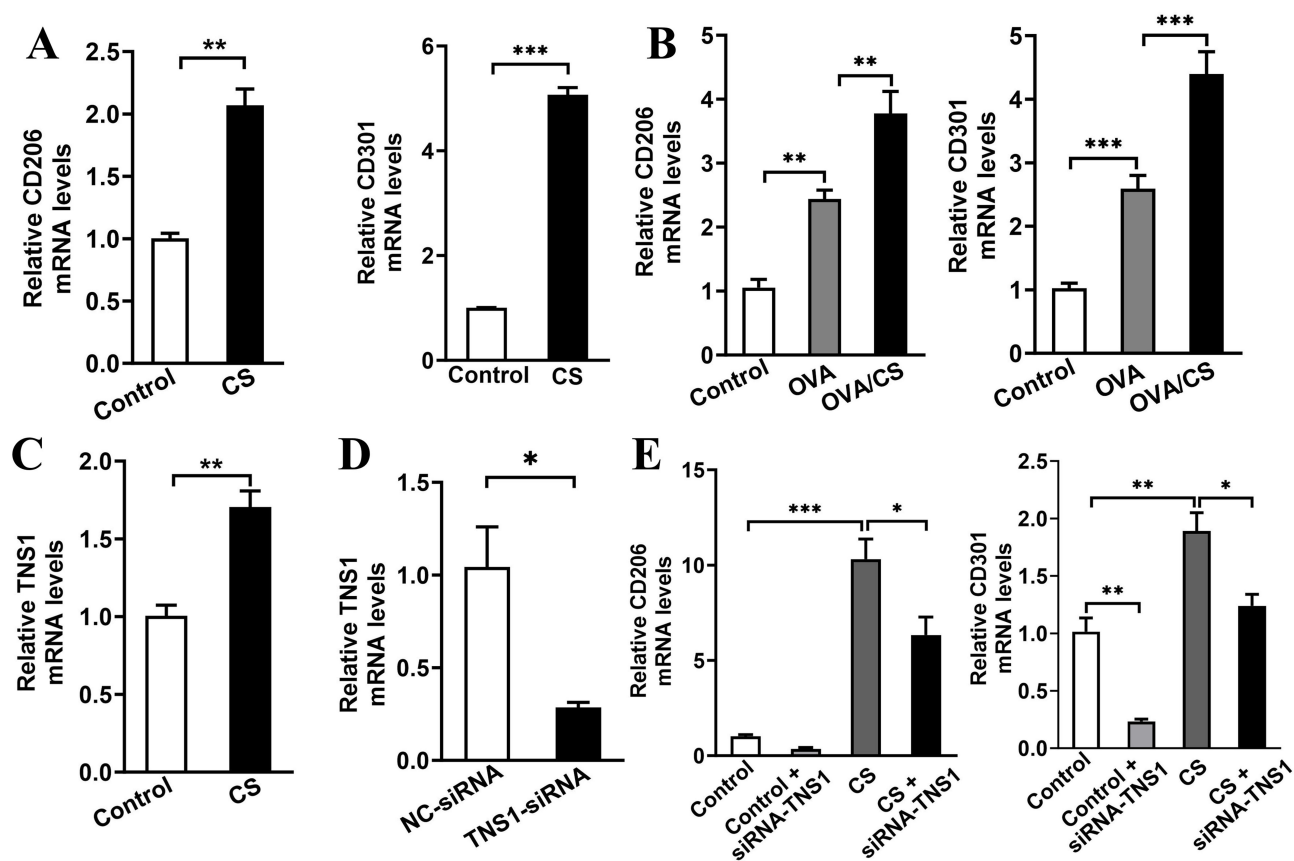 A
Relative CD206
mRNA levels
2.5
2.0
1.5
1.0
0.5
0.0
**
Control
CS
Relative CD301
mRNA levels
6
4
2
0
***
Control
CS
B
Relative CD206
mRNA levels
5
4
3
2
1
0
**
**
Control
OVA
OVA/CS
Relative CD301
mRNA levels
5
4
3
2
1
0
***
***
Control
OVA
OVA/CS
C
Relative TNS1
mRNA levels
2.0
1.5
1.0
0.5
0.0
**
Control
CS
D
Relative TNS1
mRNA levels
1.5
1.0
0.5
0.0
*
NC-siRNA
TNS1-siRNA
E
Relative CD206
mRNA levels
15
10
5
0
***
*
Control
Control +
siRNA-TNS1
CS
CS +
siRNA-TNS1
Relative CD301
mRNA levels
2.5
2.0
1.5
1.0
0.5
0.0
**
**
*
Control
Control +
siRNA-TNS1
CS
CS +
siRNA-TNS1